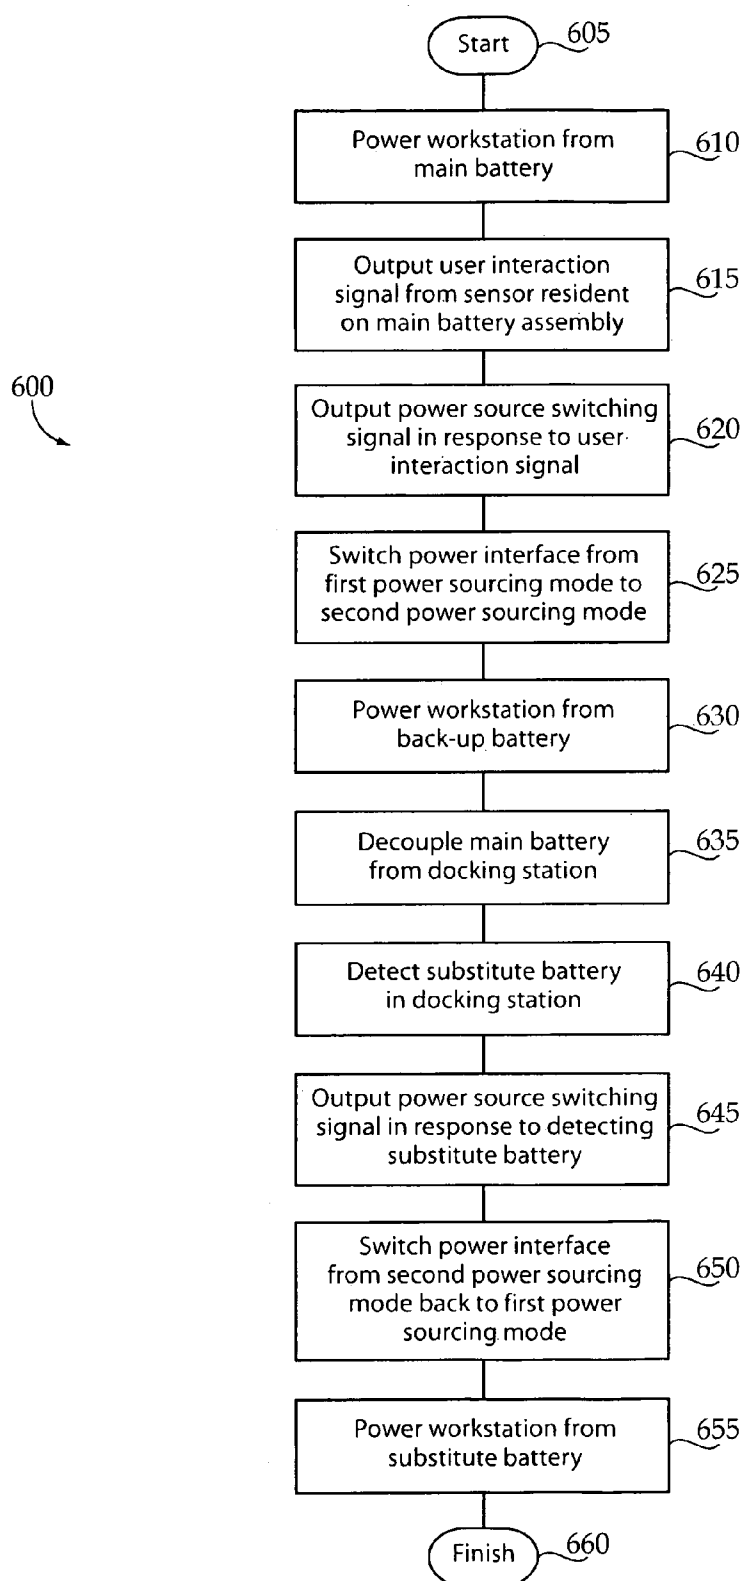 Start
605
Power workstation from
main battery
610
Output user interaction
signal from sensor resident
on main battery assembly
615
600
Output power source switching
signal in response to user
interaction signal
620
Switch power interface from
first power sourcing mode to
second power sourcing mode
625
Power workstation from
back-up battery
630
Decouple main battery
from docking station
635
Detect substitute battery
in docking station
640
Output power source switching
signal in response to detecting
substitute battery
645
Switch power interface
from second power sourcing
mode back to first power
sourcing mode
650
Power workstation from
substitute battery
655
Finish
660